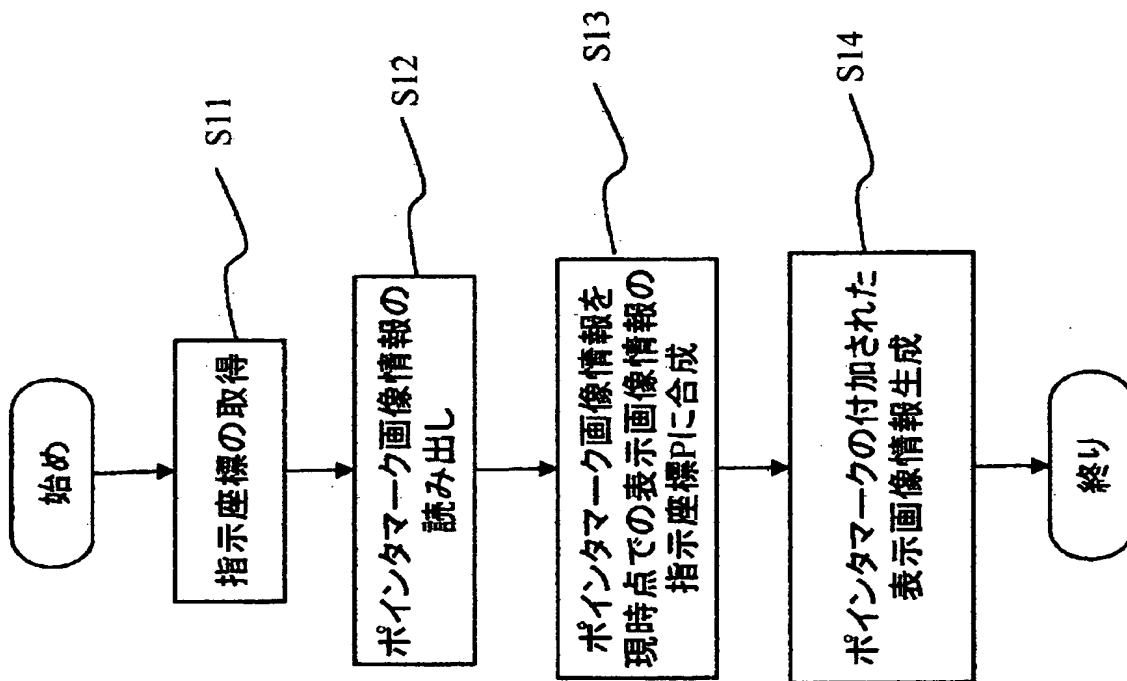 始め
指示座標の取得
S11
ポインタマーク画像情報の
読み出し
S12
ポインタマーク画像情報を
現時点での表示画像情報の
指示座標Pに合成
S13
ポインタマークの付加された
表示画像情報生成
S14
終り